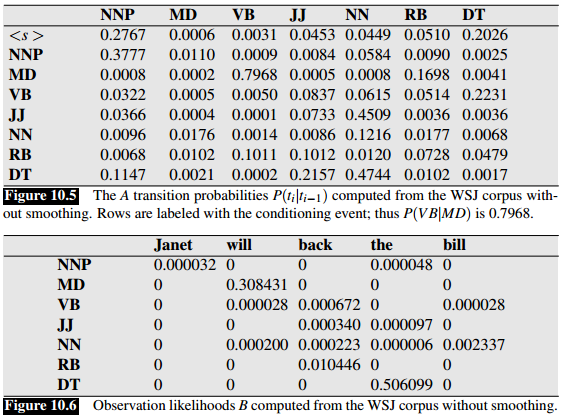 NNP MD VB JJ NN RB DT
<s> 0.2767 0.0006 0.0031 0.0453 0.0449 0.0510 0.2026
NNP 0.3777 0.0110 0.0009 0.0084 0.0584 0.0090 0.0025
MD 0.0008 0.0002 0.7968 0.0005 0.0008 0.1698 0.0041
VB 0.0322 0.0005 0.0050 0.0837 0.0615 0.0514 0.2231
JJ 0.0366 0.0004 0.0001 0.0733 0.4509 0.0036 0.0036
NN 0.0096 0.0176 0.0014 0.0086 0.1216 0.0177 0.0068
RB 0.0068 0.0102 0.1011 0.1012 0.0120 0.0728 0.0479
DT 0.1147 0.0021 0.0002 0.2157 0.4744 0.0102 0.0017
Figure 10.5 The A transition probabilities P(tᵢ|tᵢ₋₁) computed from the WSJ corpus with-
out smoothing. Rows are labeled with the conditioning event; thus P(VB|MD) is 0.7968.
Janet will back the bill
NNP 0.000032 0 0 0.000048 0
MD 0 0.308431 0 0 0
VB 0 0.000028 0.000672 0 0.000028
JJ 0 0 0.000340 0.000097 0
NN 0 0.000200 0.000223 0.000006 0.002337
RB 0 0 0.010446 0 0
DT 0 0 0 0.506099 0
Figure 10.6 Observation likelihoods B computed from the WSJ corpus without smoothing.